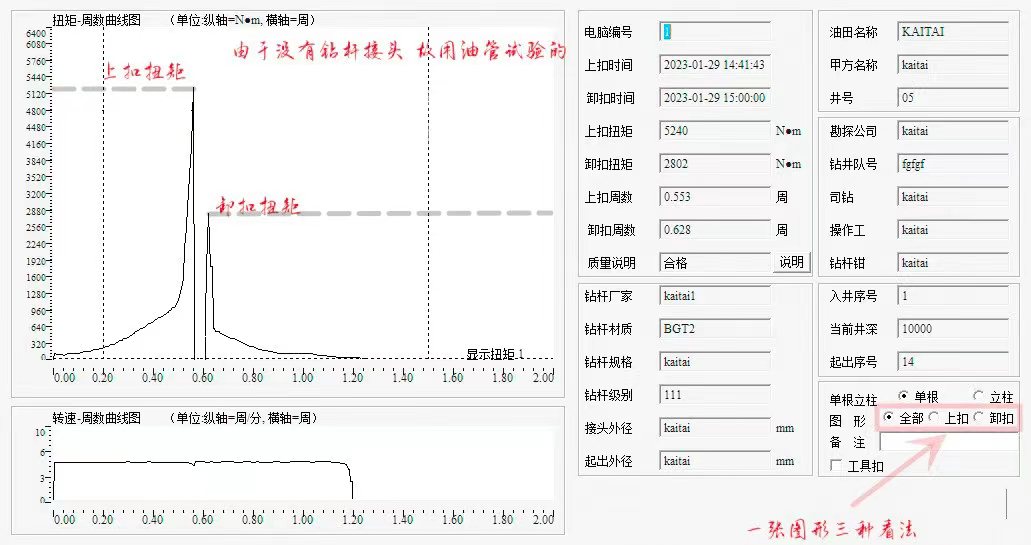 扭矩-周数曲线图 (单位:纵轴=N●m, 横轴=周)
由于没有钻杆接头 故用油管试验的
上扣扭矩
卸扣扭矩
6400
6080
5760
5440
5120
4800
4480
4160
3840
3520
3200
2880
2560
2240
1920
1600
1280
960
640
320
0
显示扭矩 1
0.00 0.20 0.40 0.60 0.80 1.00 1.20 1.40 1.60 1.80 2.00
转速-周数曲线图 (单位:纵轴=周/分, 横轴=周)
10
6
3
0
0.00 0.20 0.40 0.60 0.80 1.00 1.20 1.40 1.60 1.80 2.00
电脑编号 1
上扣时间 2023-01-29 14:41:43
卸扣时间 2023-01-29 15:00:00
上扣扭矩 5240 N●m
卸扣扭矩 2802 N●m
上扣周数 0.553 周
卸扣周数 0.628 周
质量说明 合格 说明
钻杆厂家 kaitai1
钻杆材质 BGT2
钻杆规格 kaitai
钻杆级别 111
接头外径 kaitai mm
起出外径 kaitai mm
油田名称 KAITAI
甲方名称 kaitai
井号 05
勘探公司 kaitai
钻井队号 fgfgf
司钻 kaitai
操作工 kaitai
钻杆钳 kaitai
入井序号 1
当前井深 10000
起出序号 14
单根立柱 单根 立柱
图 形 全部 上扣 卸扣
备 注
工具扣
一张图形三种看法